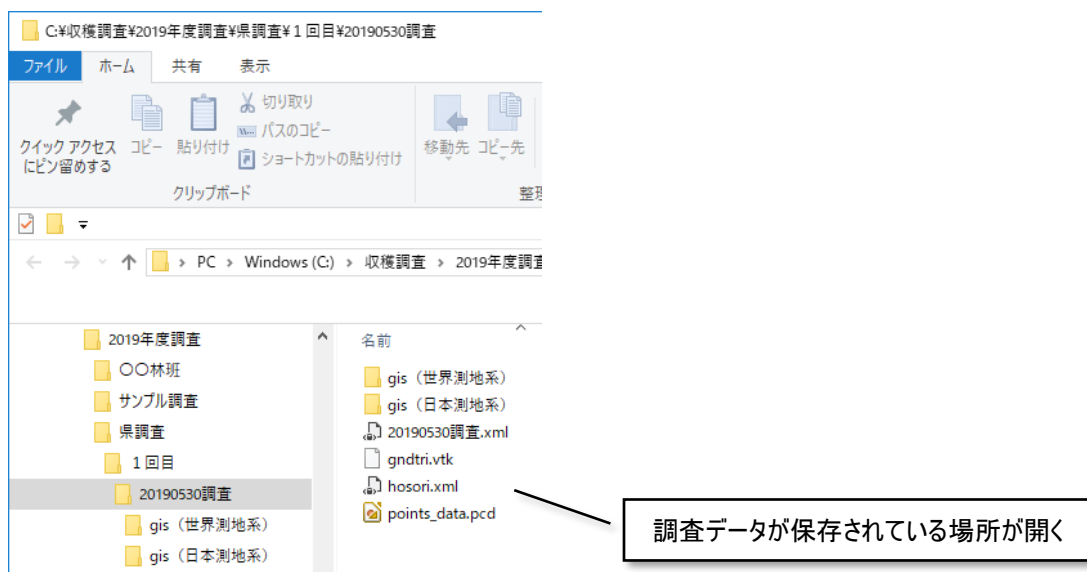 C:¥収穫調査¥2019年度調査¥県調査¥１回目¥20190530調査
ファイル ホーム 共有 表示
クイック アクセス
にピン留めする
コピー
貼り付け
切り取り
パスのコピー
ショートカットの貼り付け
移動先 コピー先
クリップボード
整理
PC > Windows (C:) > 収穫調査 > 2019年度調査
2019年度調査
〇〇林班
サンプル調査
県調査
１回目
20190530調査
gis（世界測地系）
gis（日本測地系）
名前
gis（世界測地系）
gis（日本測地系）
20190530調査.xml
gndtri.vtk
hosori.xml
points_data.pcd
調査データが保存されている場所が開く